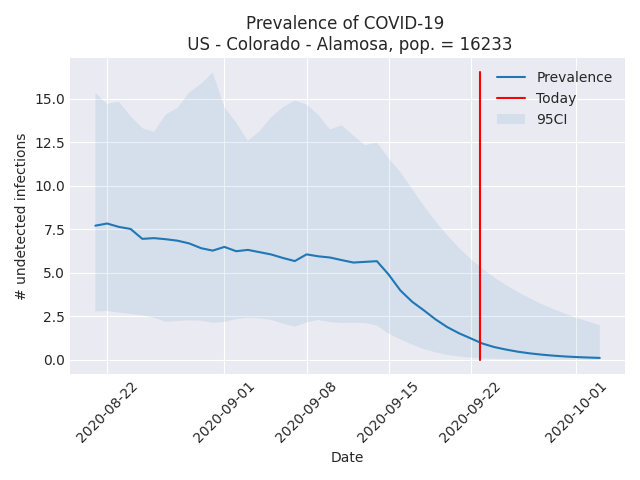 Prevalence of COVID-19
US - Colorado - Alamosa, pop. = 16233
# undetected infections
15.0
12.5
10.0
7.5
5.0
2.5
0.0
Prevalence
Today
95CI
2020-08-22
2020-09-01
2020-09-08
2020-09-15
2020-09-22
2020-10-01
Date